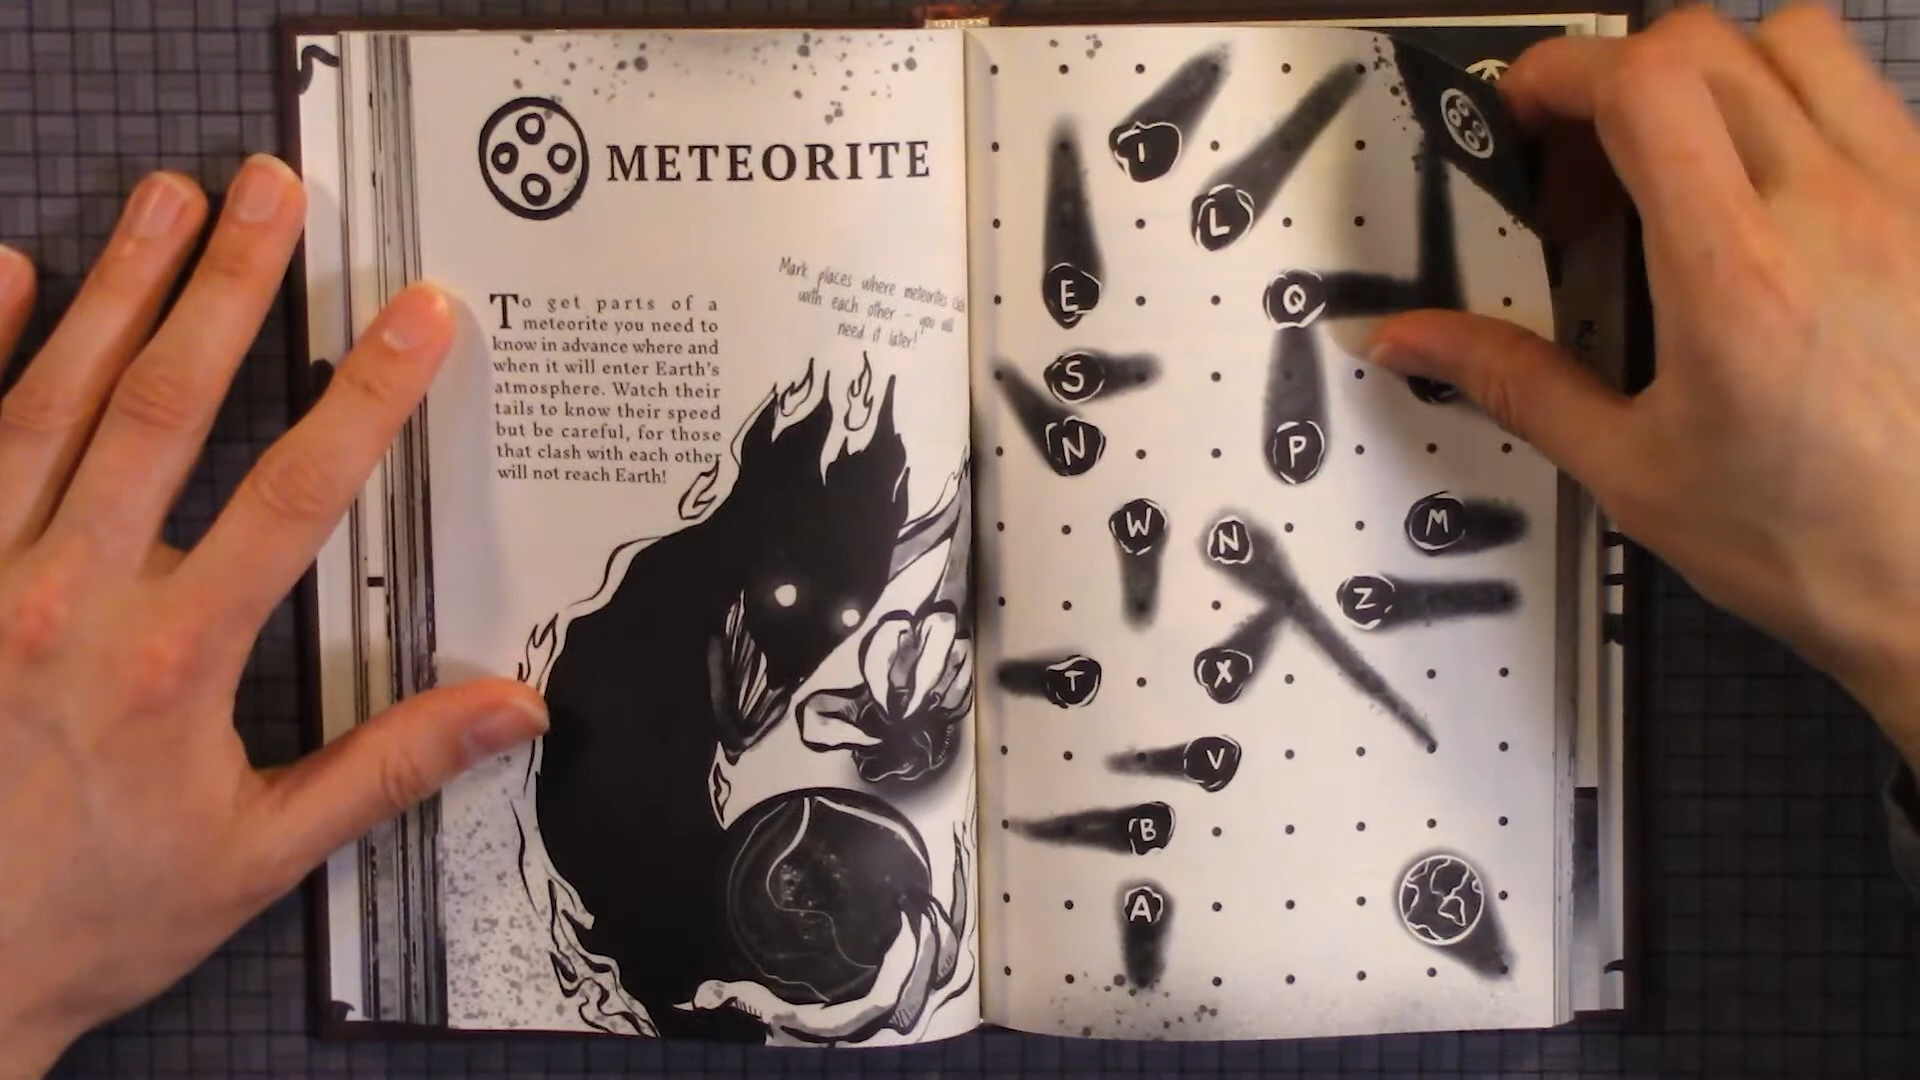 METEORITE
Mark places where meteorites
with each other - you will
need it later!
To get parts of a
meteorite you need to
know in advance where and
when it will enter Earth's
atmosphere. Watch their
tails to know their speed
but be careful, for those
that clash with each other
will not reach Earth!
I
L
E
Q
S
N
P
W
N
M
Z
T
X
V
B
A